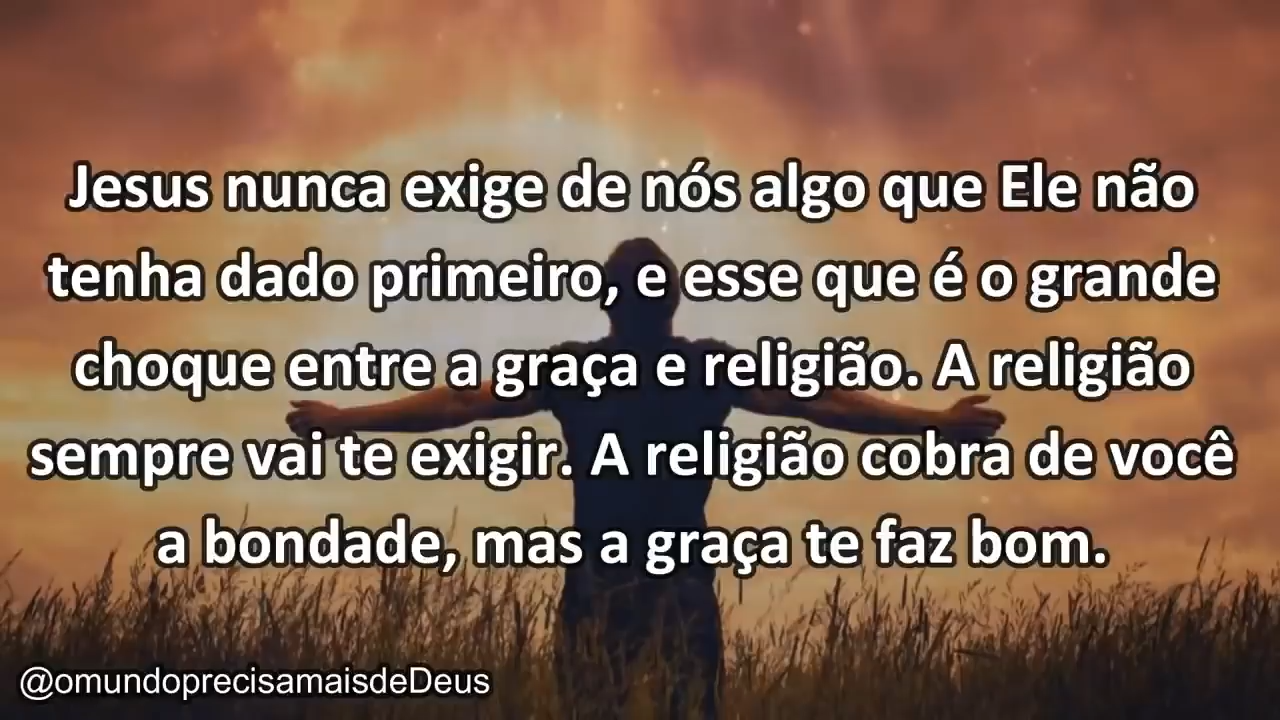 Jesus nunca exige de nós algo que Ele não
tenha dado primeiro, e esse que é o grande
choque entre a graça e religião. A religião
sempre vai te exigir. A religião cobra de você
a bondade, mas a graça te faz bom.
@omundoprecisamaisdeDeus